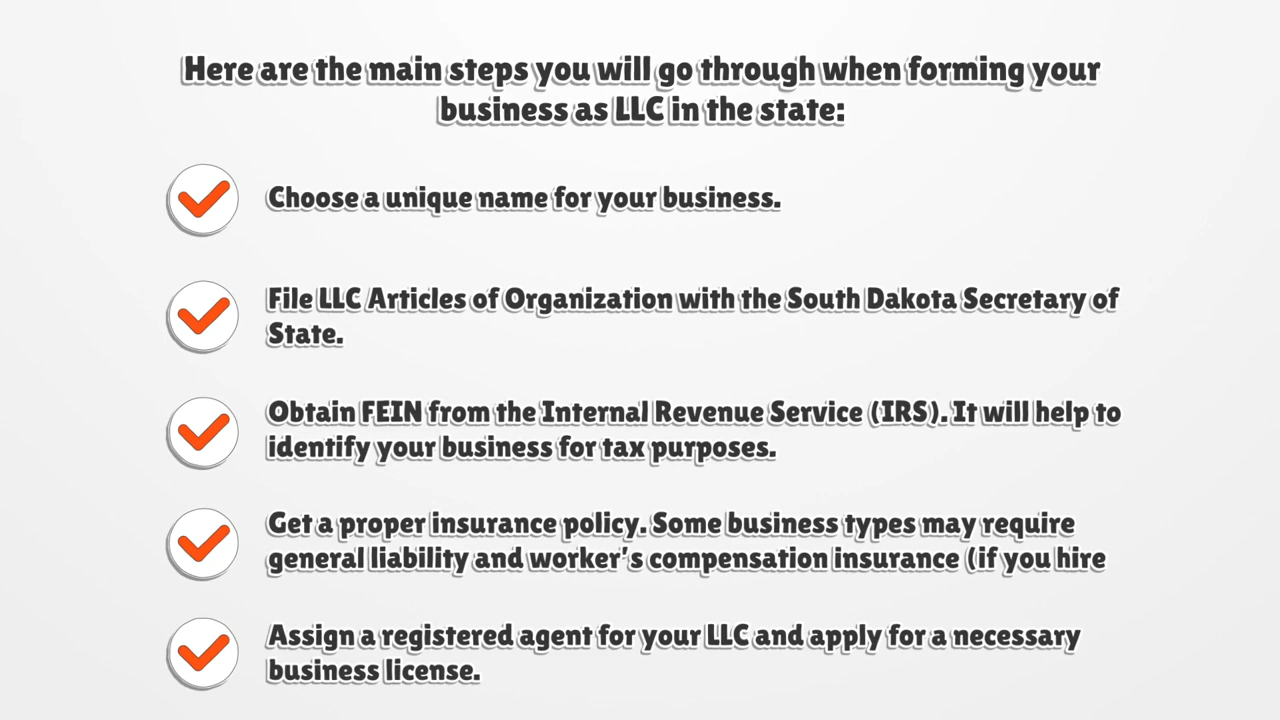 Here are the main steps you will go through when forming your
business as LLC in the state:
Choose a unique name for your business.
File LLC Articles of Organization with the South Dakota Secretary of
State.
Obtain FEIN from the Internal Revenue Service (IRS). It will help to
identify your business for tax purposes.
Get a proper insurance policy. Some business types may require
general liability and worker's compensation insurance (if you hire
Assign a registered agent for your LLC and apply for a necessary
business license.